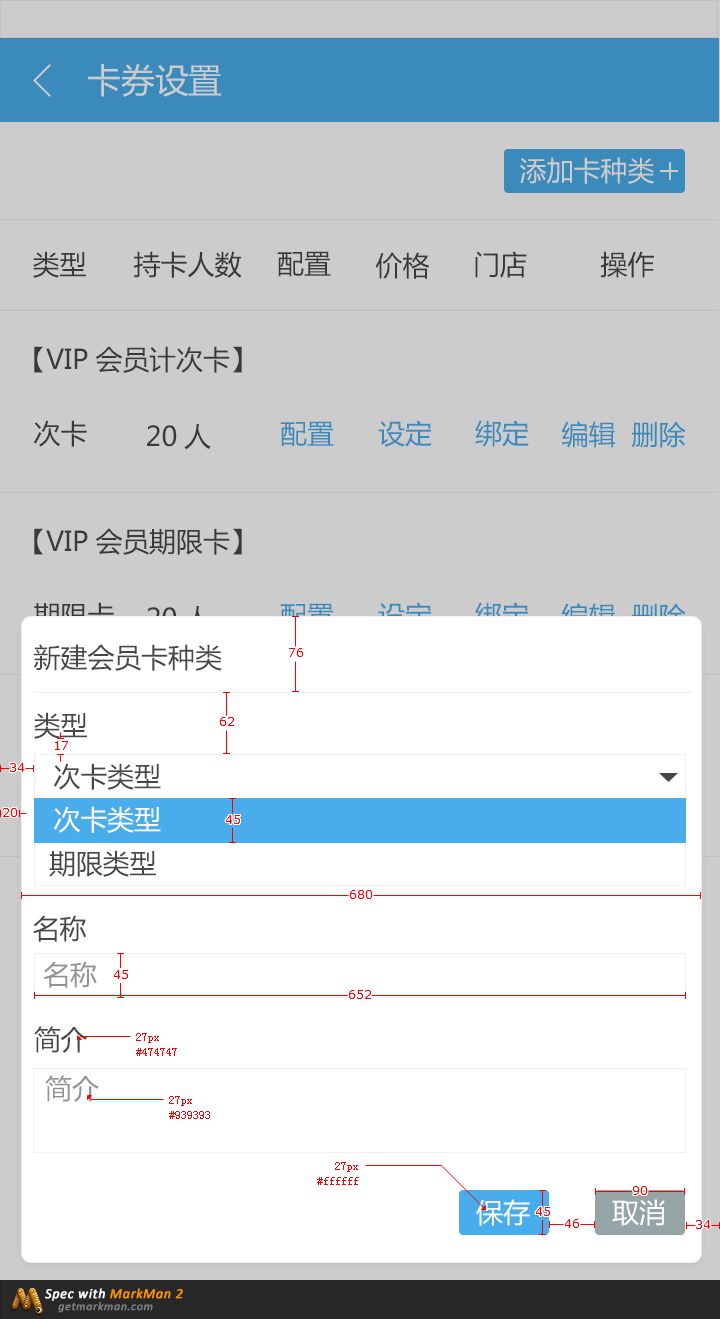 卡券设置
添加卡种类+
类型 持卡人数 配置 价格 门店 操作
【VIP 会员计次卡】
次卡 20 人 配置 设定 绑定 编辑 删除
【VIP 会员期限卡】
期限卡 20 人 配置 设定 绑定 编辑 删除
新建会员卡种类
76
类型
62
17
34
次卡类型
20
次卡类型
45
期限类型
680
名称
名称
45
652
简介
27px
#474747
简介
27px
#939393
27px
#ffffff
90
保存
45
取消
46
34
Spec with MarkMan 2
getmarkman.com